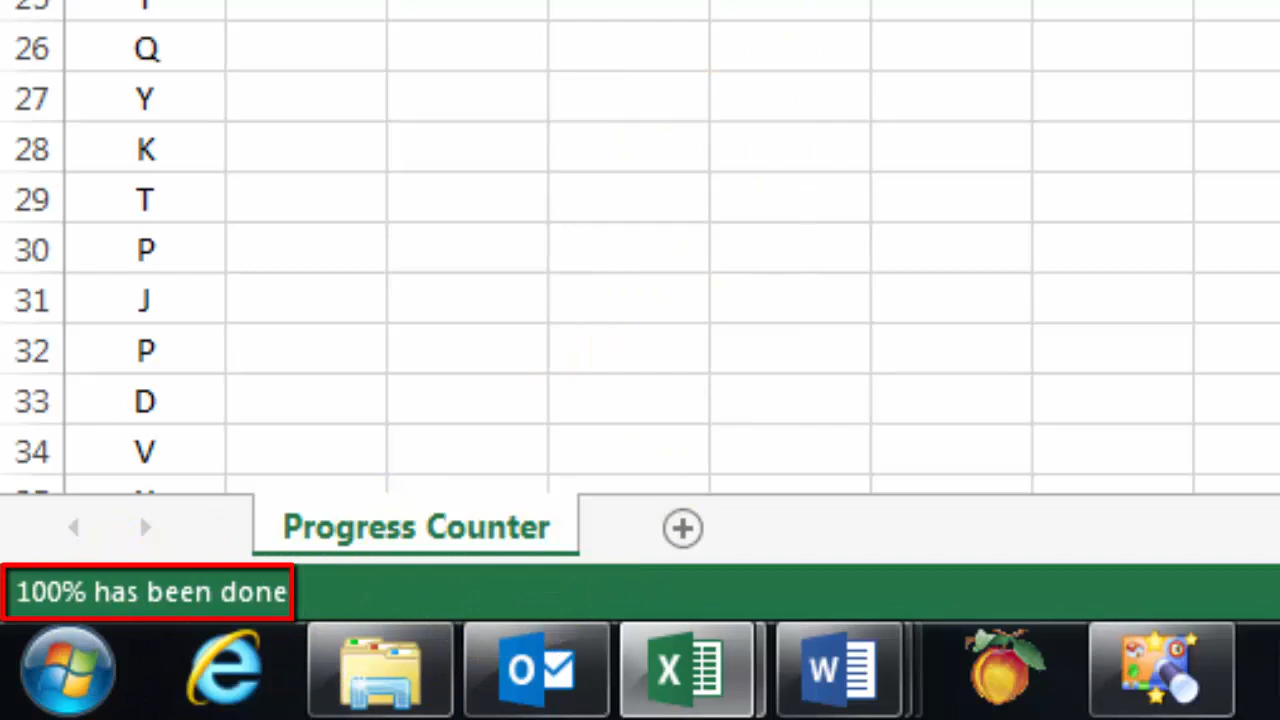 26 Q
27 Y
28 K
29 T
30 P
31 J
32 P
33 D
34 V
Progress Counter
100% has been done
O
X
W